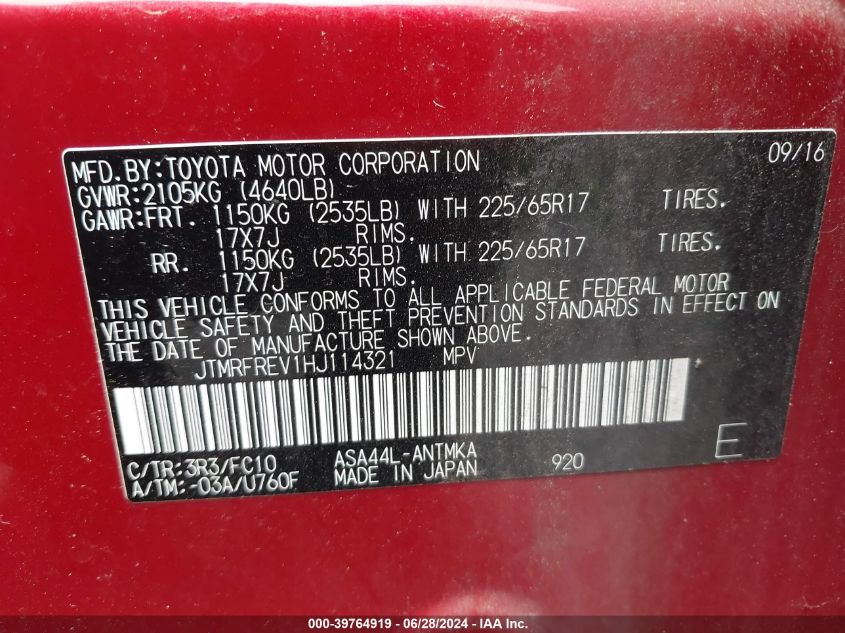 MFD.BY:TOYOTA MOTOR CORPORATION 09/16
GVWR:2105KG (4640LB)
GAWR:FRT. 1150KG (2535LB) WITH 225/65R17 TIRES.
17X7J RIMS.
RR. 1150KG (2535LB) WITH 225/65R17 TIRES.
17X7J RIMS.
THIS VEHICLE CONFORMS TO ALL APPLICABLE FEDERAL MOTOR
VEHICLE SAFETY AND THEFT PREVENTION STANDARDS IN EFFECT ON
THE DATE OF MANUFACTURE SHOWN ABOVE.
JTMRFREV1HJ114321 MPV
C/TR:3R3/FC10 ASA44L-ANTMKA 920 E
A/TM:-03A/U760F MADE IN JAPAN
000-39764919 / 06/28/2024 - IAA Inc.